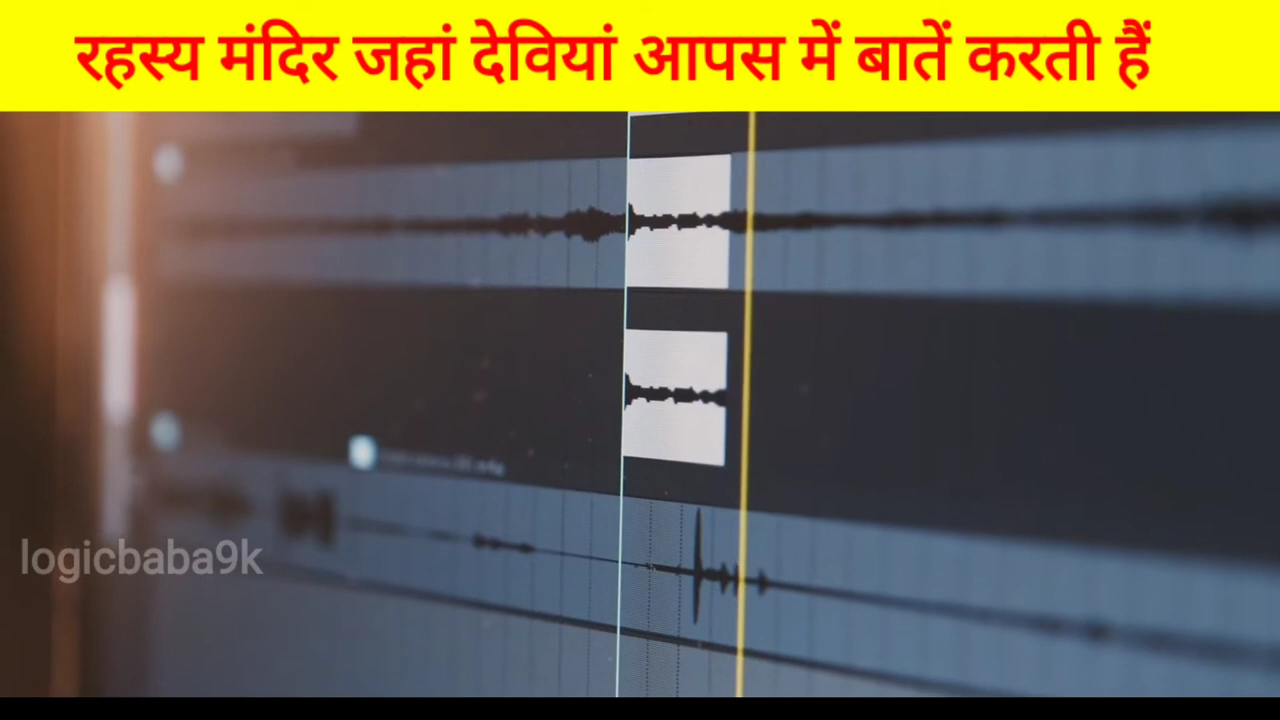 रहस्य मंदिर जहां देवियां आपस में बातें करती हैं
logicbaba9k